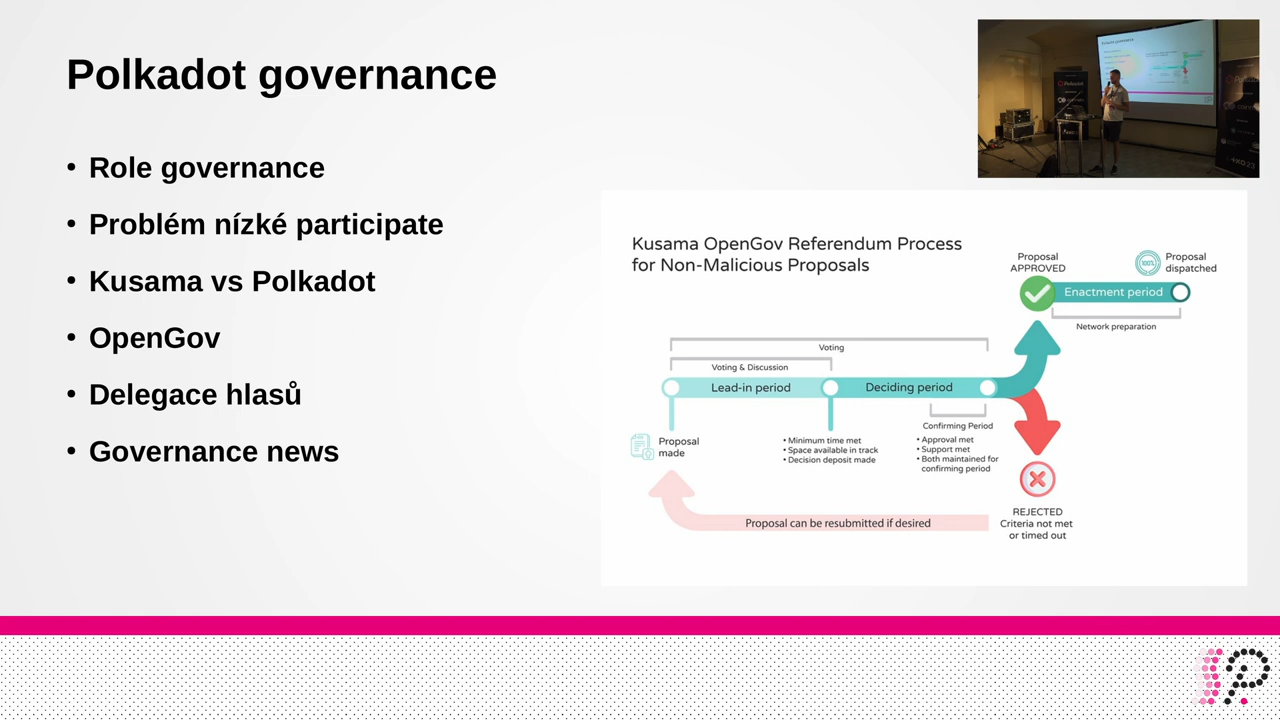 Polkadot governance
• Role governance
• Problém nízké participate
• Kusama vs Polkadot
• OpenGov
• Delegace hlasů
• Governance news
Kusama OpenGov Referendum Process
for Non-Malicious Proposals
Proposal
APPROVED
100%
Proposal
dispatched
Enactment period
Network preparation
Voting
Voting & Discussion
Lead-in period
Deciding period
Confirming Period
Proposal
made
• Minimum time met
• Space available in track
• Decision deposit made
• Approval met
• Support met
• Both maintained for
confirming period
Proposal can be resubmitted if desired
REJECTED
Criteria not met
or timed out
P